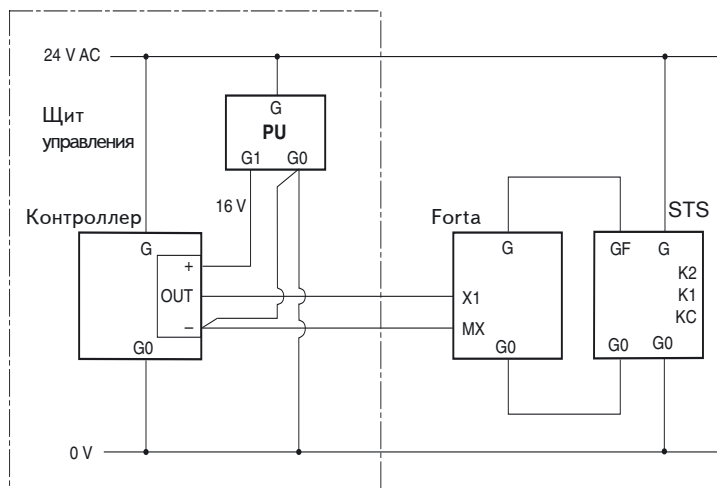 24 V AC
Щит
управления
G
PU
G1 G0
16 V
Контроллер
Forta
STS
G
+
OUT
−
G0
G
X1
MX
G0
GF G
K2
K1
KC
G0 G0
0 V